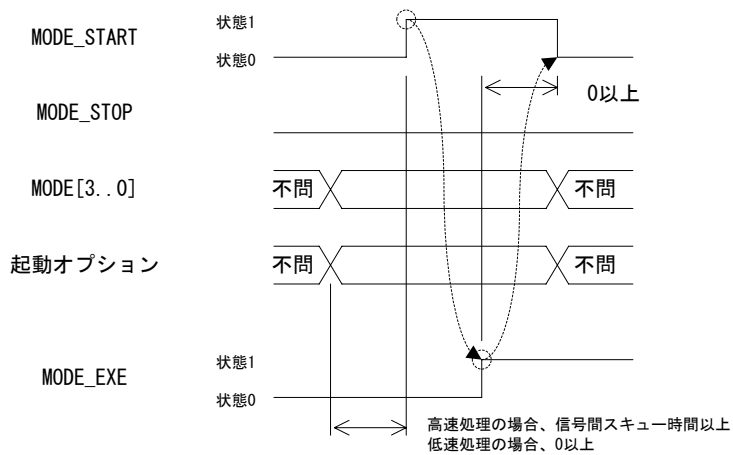 状態1
MODE_START
状態0
0以上
MODE_STOP
MODE[3..0]
不問
不問
起動オプション
不問
不問
状態1
MODE_EXE
状態0
高速処理の場合、信号間スキュー時間以上
低速処理の場合、0以上